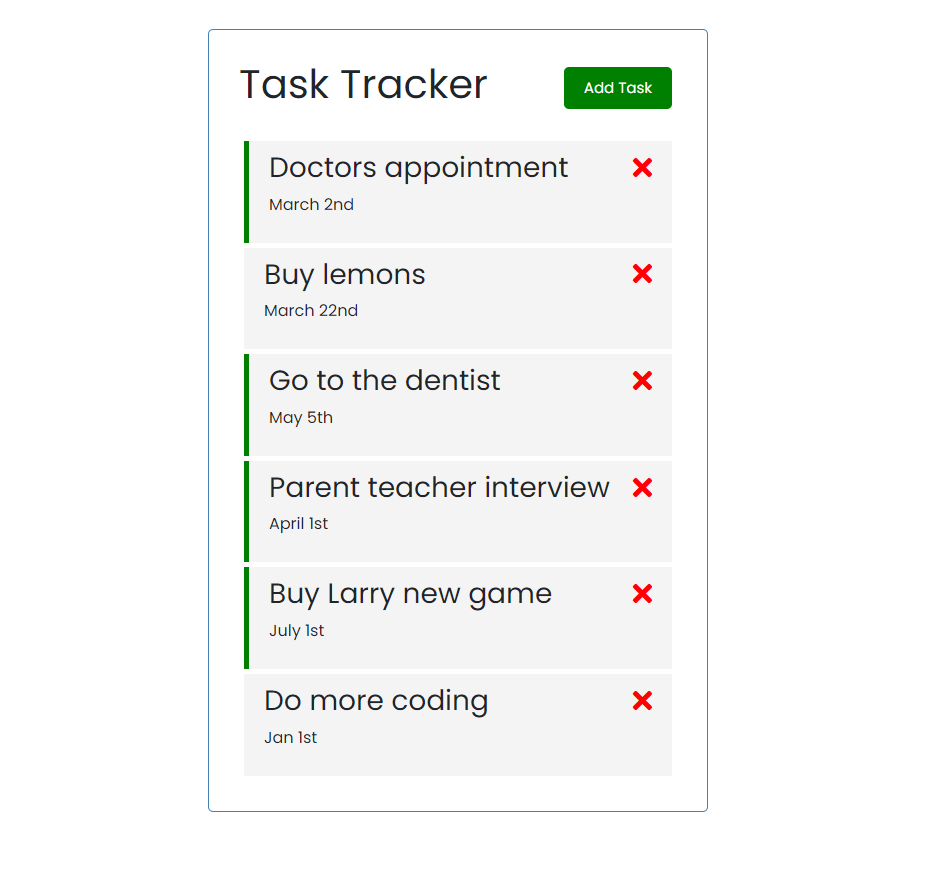 Task Tracker
Add Task
Doctors appointment
March 2nd
Buy lemons
March 22nd
Go to the dentist
May 5th
Parent teacher interview
April 1st
Buy Larry new game
July 1st
Do more coding
Jan 1st